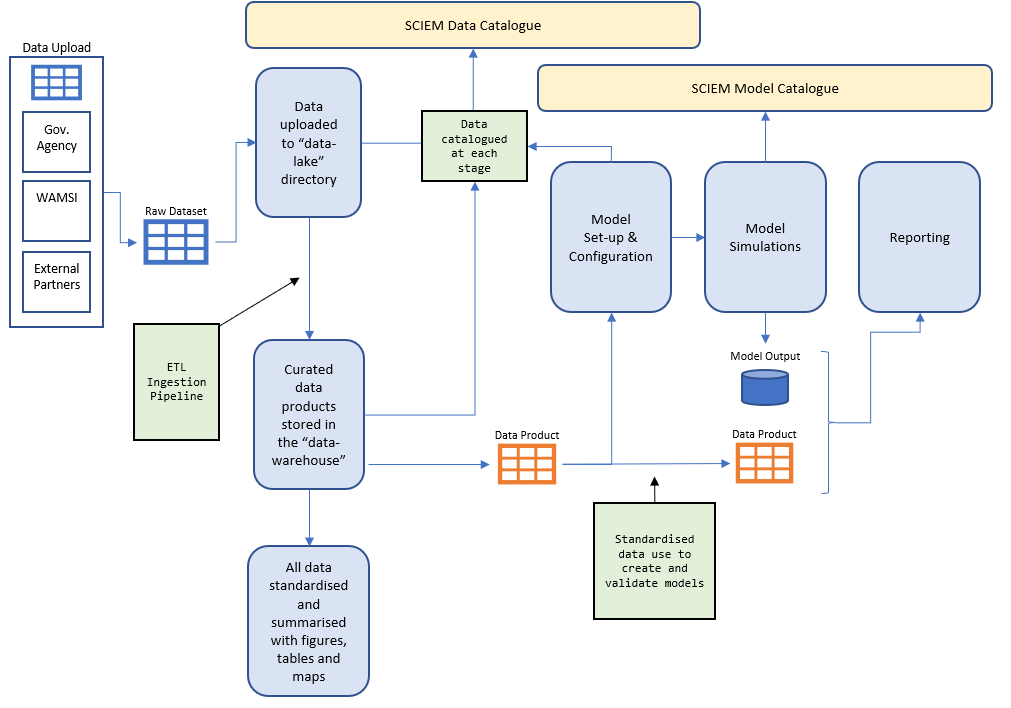 SCIEM Data Catalogue
Data Upload
Gov.
Agency
WAMSI
External
Partners
Raw Dataset
Data
uploaded
to “data-
lake”
directory
Data
catalogued
at each
stage
SCIEM Model Catalogue
Model
Set-up &
Configuration
Model
Simulations
Reporting
ETL
Ingestion
Pipeline
Curated
data
products
stored in
the “data-
warehouse”
Model Output
Data Product
Data Product
Standardised
data use to
create and
validate models
All data
standardised
and
summarised
with figures,
tables and
maps